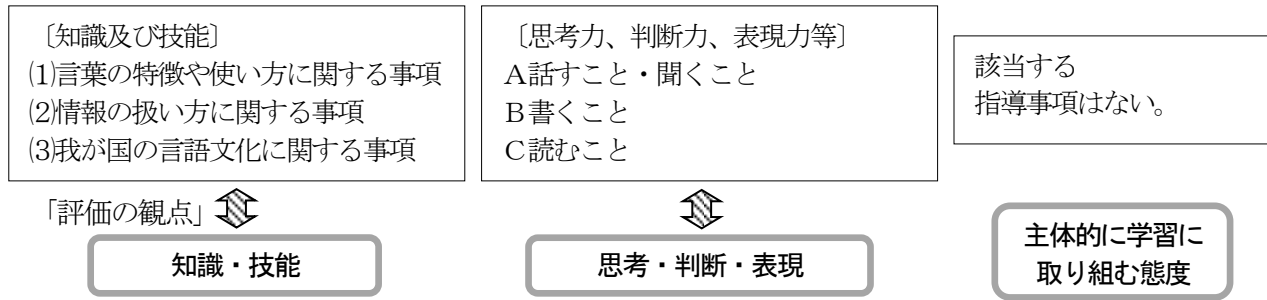 〔知識及び技能〕
⑴言葉の特徴や使い方に関する事項
⑵情報の扱い方に関する事項
⑶我が国の言語文化に関する事項
〔思考力、判断力、表現力等〕
A話すこと・聞くこと
B書くこと
C読むこと
該当する
指導事項はない。
「評価の観点」
知識・技能
思考・判断・表現
主体的に学習に
取り組む態度